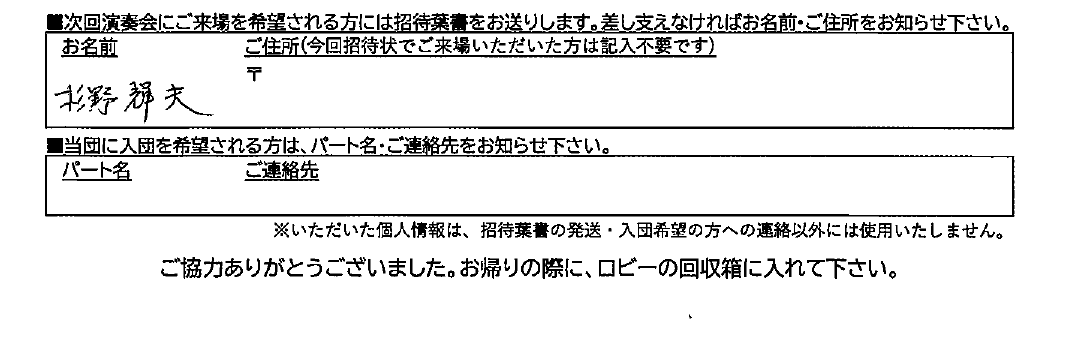 ■次回演奏会にご来場を希望される方には招待葉書をお送りします。差し支えなければお名前・ご住所をお知らせ下さい。
お名前 ご住所(今回招待状でご来場いただいた方は記入不要です)
〒
杉野 輝夫
■当団に入団を希望される方は、パート名・ご連絡先をお知らせ下さい。
パート名 ご連絡先
※いただいた個人情報は、招待葉書の発送・入団希望の方への連絡以外には使用いたしません。
ご協力ありがとうございました。お帰りの際に、ロビーの回収箱に入れて下さい。